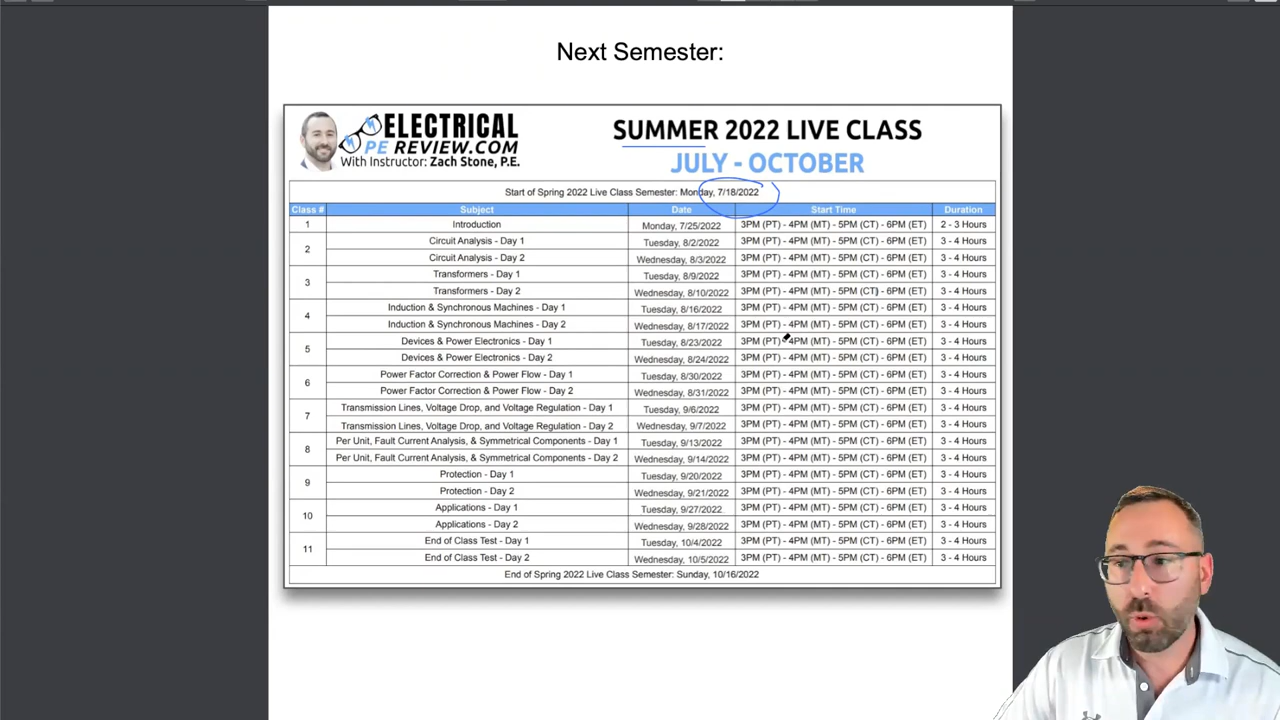 Next Semester:
ELECTRICAL
PE REVIEW.COM
With Instructor: Zach Stone, P.E.
SUMMER 2022 LIVE CLASS
JULY - OCTOBER
Start of Spring 2022 Live Class Semester: Monday, 7/18/2022
Class # Subject Date Start Time Duration
1 Introduction Monday, 7/25/2022 3PM (PT) - 4PM (MT) - 5PM (CT) - 6PM (ET) 2 - 3 Hours
2 Circuit Analysis - Day 1 Tuesday, 8/2/2022 3PM (PT) - 4PM (MT) - 5PM (CT) - 6PM (ET) 3 - 4 Hours
Circuit Analysis - Day 2 Wednesday, 8/3/2022 3PM (PT) - 4PM (MT) - 5PM (CT) - 6PM (ET) 3 - 4 Hours
3 Transformers - Day 1 Tuesday, 8/9/2022 3PM (PT) - 4PM (MT) - 5PM (CT) - 6PM (ET) 3 - 4 Hours
Transformers - Day 2 Wednesday, 8/10/2022 3PM (PT) - 4PM (MT) - 5PM (CT) - 6PM (ET) 3 - 4 Hours
4 Induction & Synchronous Machines - Day 1 Tuesday, 8/16/2022 3PM (PT) - 4PM (MT) - 5PM (CT) - 6PM (ET) 3 - 4 Hours
Induction & Synchronous Machines - Day 2 Wednesday, 8/17/2022 3PM (PT) - 4PM (MT) - 5PM (CT) - 6PM (ET) 3 - 4 Hours
5 Devices & Power Electronics - Day 1 Tuesday, 8/23/2022 3PM (PT) - 4PM (MT) - 5PM (CT) - 6PM (ET) 3 - 4 Hours
Devices & Power Electronics - Day 2 Wednesday, 8/24/2022 3PM (PT) - 4PM (MT) - 5PM (CT) - 6PM (ET) 3 - 4 Hours
6 Power Factor Correction & Power Flow - Day 1 Tuesday, 8/30/2022 3PM (PT) - 4PM (MT) - 5PM (CT) - 6PM (ET) 3 - 4 Hours
Power Factor Correction & Power Flow - Day 2 Wednesday, 8/31/2022 3PM (PT) - 4PM (MT) - 5PM (CT) - 6PM (ET) 3 - 4 Hours
7 Transmission Lines, Voltage Drop, and Voltage Regulation - Day 1 Tuesday, 9/6/2022 3PM (PT) - 4PM (MT) - 5PM (CT) - 6PM (ET) 3 - 4 Hours
Transmission Lines, Voltage Drop, and Voltage Regulation - Day 2 Wednesday, 9/7/2022 3PM (PT) - 4PM (MT) - 5PM (CT) - 6PM (ET) 3 - 4 Hours
8 Per Unit, Fault Current Analysis, & Symmetrical Components - Day 1 Tuesday, 9/13/2022 3PM (PT) - 4PM (MT) - 5PM (CT) - 6PM (ET) 3 - 4 Hours
Per Unit, Fault Current Analysis, & Symmetrical Components - Day 2 Wednesday, 9/14/2022 3PM (PT) - 4PM (MT) - 5PM (CT) - 6PM (ET) 3 - 4 Hours
9 Protection - Day 1 Tuesday, 9/20/2022 3PM (PT) - 4PM (MT) - 5PM (CT) - 6PM (ET) 3 - 4 Hours
Protection - Day 2 Wednesday, 9/21/2022 3PM (PT) - 4PM (MT) - 5PM (CT) - 6PM (ET) 3 - 4 Hours
10 Applications - Day 1 Tuesday, 9/27/2022 3PM (PT) - 4PM (MT) - 5PM (CT) - 6PM (ET) 3 - 4 Hours
Applications - Day 2 Wednesday, 9/28/2022 3PM (PT) - 4PM (MT) - 5PM (CT) - 6PM (ET) 3 - 4 Hours
11 End of Class Test - Day 1 Tuesday, 10/4/2022 3PM (PT) - 4PM (MT) - 5PM (CT) - 6PM (ET) 3 - 4 Hours
End of Class Test - Day 2 Wednesday, 10/5/2022 3PM (PT) - 4PM (MT) - 5PM (CT) - 6PM (ET) 3 - 4 Hours
End of Spring 2022 Live Class Semester: Sunday, 10/16/2022